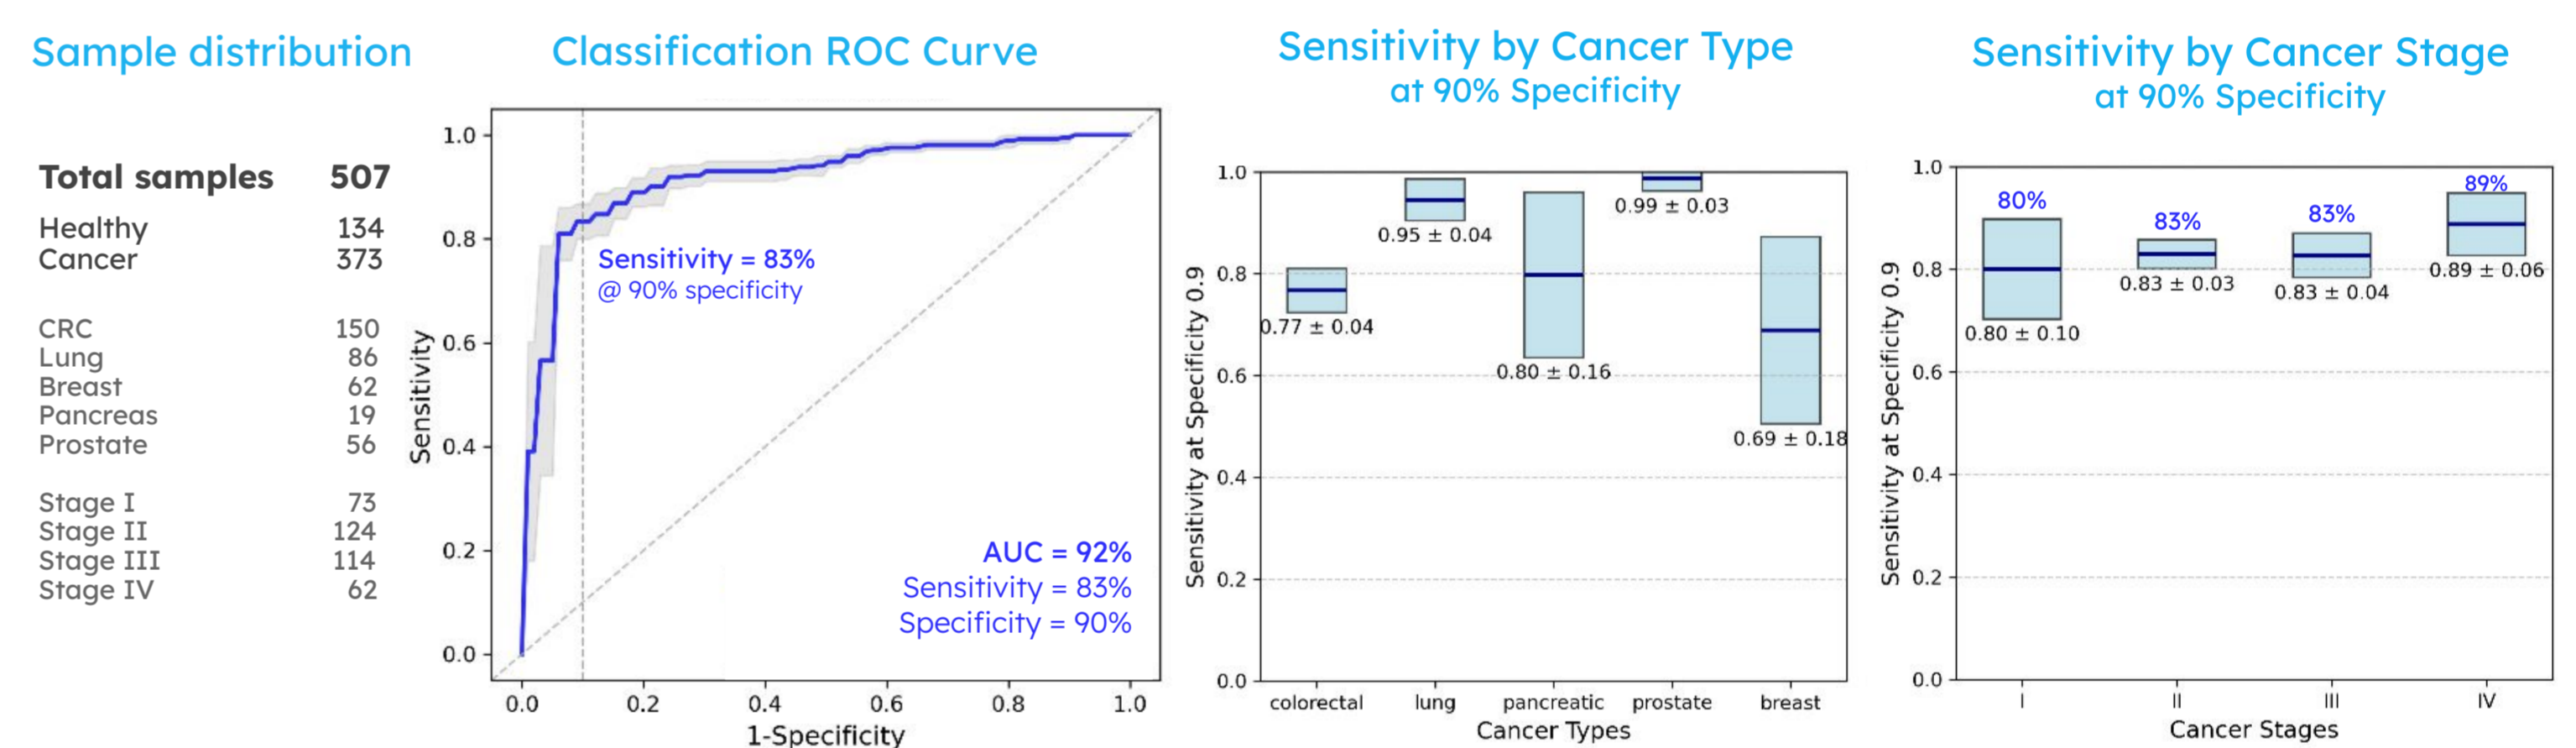 Sample distribution
Total samples 507
Healthy 134
Cancer 373
CRC 150
Lung 86
Breast 62
Pancreas 19
Prostate 56
Stage I 73
Stage II 124
Stage III 114
Stage IV 62
Classification ROC Curve
Sensitivity
1.0
0.8
0.6
0.4
0.2
0.0
Sensitivity = 83%
@ 90% specificity
AUC = 92%
Sensitivity = 83%
Specificity = 90%
0.0 0.2 0.4 0.6 0.8 1.0
1-Specificity
Sensitivity by Cancer Type
at 90% Specificity
Sensitivity at Specificity 0.9
1.0
0.8
0.6
0.4
0.2
0.0
0.77 ± 0.04
0.95 ± 0.04
0.80 ± 0.16
0.99 ± 0.03
0.69 ± 0.18
colorectal lung pancreatic prostate breast
Cancer Types
Sensitivity by Cancer Stage
at 90% Specificity
Sensitivity at Specificity 0.9
1.0
0.8
0.6
0.4
0.2
0.0
80%
0.80 ± 0.10
83%
0.83 ± 0.03
83%
0.83 ± 0.04
89%
0.89 ± 0.06
I II III IV
Cancer Stages